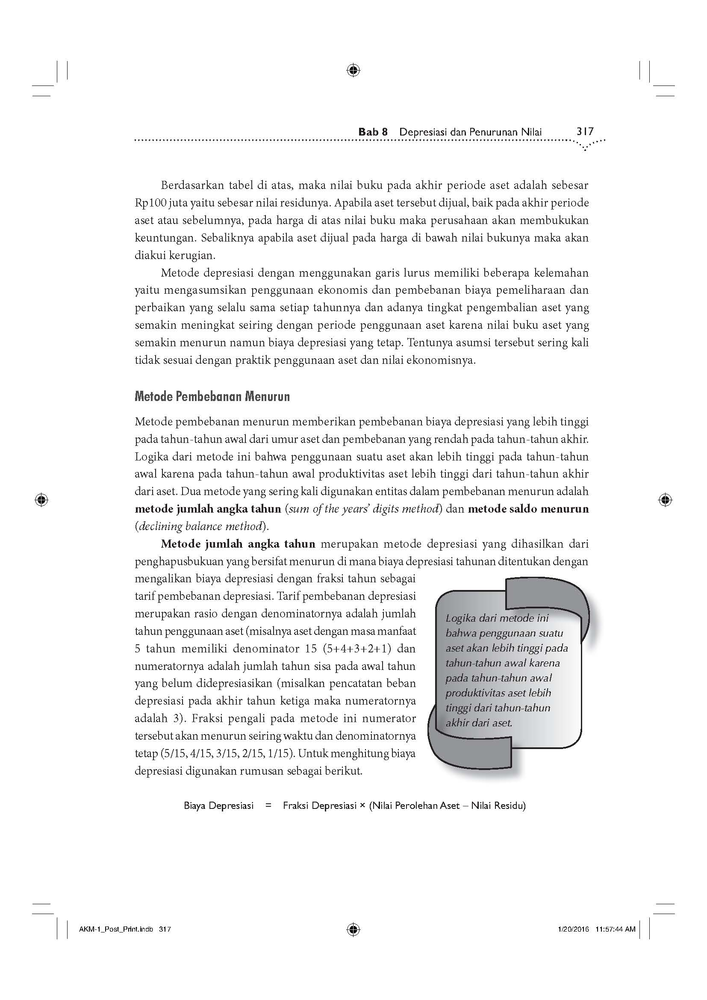 Bab 8 Depresiasi dan Penurunan Nilai 317
Berdasarkan tabel di atas, maka nilai buku pada akhir periode aset adalah sebesar
Rp100 juta yaitu sebesar nilai residunya. Apabila aset tersebut dijual, baik pada akhir periode
aset atau sebelumnya, pada harga di atas nilai buku maka perusahaan akan membukukan
keuntungan. Sebaliknya apabila aset dijual pada harga di bawah nilai bukunya maka akan
diakui kerugian.
Metode depresiasi dengan menggunakan garis lurus memiliki beberapa kelemahan
yaitu mengasumsikan penggunaan ekonomis dan pembebanan biaya pemeliharaan dan
perbaikan yang selalu sama setiap tahunnya dan adanya tingkat pengembalian aset yang
semakin meningkat seiring dengan periode penggunaan aset karena nilai buku aset yang
semakin menurun namun biaya depresiasi yang tetap. Tentunya asumsi tersebut sering kali
tidak sesuai dengan praktik penggunaan aset dan nilai ekonomisnya.
Metode Pembebanan Menurun
Metode pembebanan menurun memberikan pembebanan biaya depresiasi yang lebih tinggi
pada tahun-tahun awal dari umur aset dan pembebanan yang rendah pada tahun-tahun akhir.
Logika dari metode ini bahwa penggunaan suatu aset akan lebih tinggi pada tahun-tahun
awal karena pada tahun-tahun awal produktivitas aset lebih tinggi dari tahun-tahun akhir
dari aset. Dua metode yang sering kali digunakan entitas dalam pembebanan menurun adalah
metode jumlah angka tahun (sum of the years’ digits method) dan metode saldo menurun
(declining balance method).
Metode jumlah angka tahun merupakan metode depresiasi yang dihasilkan dari
penghapusbukuan yang bersifat menurun di mana biaya depresiasi tahunan ditentukan dengan
mengalikan biaya depresiasi dengan fraksi tahun sebagai
tarif pembebanan depresiasi. Tarif pembebanan depresiasi
merupakan rasio dengan denominatornya adalah jumlah
tahun penggunaan aset (misalnya aset dengan masa manfaat
5 tahun memiliki denominator 15 (5+4+3+2+1) dan
numeratornya adalah jumlah tahun sisa pada awal tahun
yang belum didepresiasikan (misalkan pencatatan beban
depresiasi pada akhir tahun ketiga maka numeratornya
adalah 3). Fraksi pengali pada metode ini numerator
tersebut akan menurun seiring waktu dan denominatornya
tetap (5/15, 4/15, 3/15, 2/15, 1/15). Untuk menghitung biaya
depresiasi digunakan rumusan sebagai berikut.
Logika dari metode ini
bahwa penggunaan suatu
aset akan lebih tinggi pada
tahun-tahun awal karena
pada tahun-tahun awal
produktivitas aset lebih
tinggi dari tahun-tahun
akhir dari aset.
Biaya Depresiasi = Fraksi Depresiasi × (Nilai Perolehan Aset – Nilai Residu)
AKM-1_Post_Print.indb 317 1/20/2016 11:57:44 AM